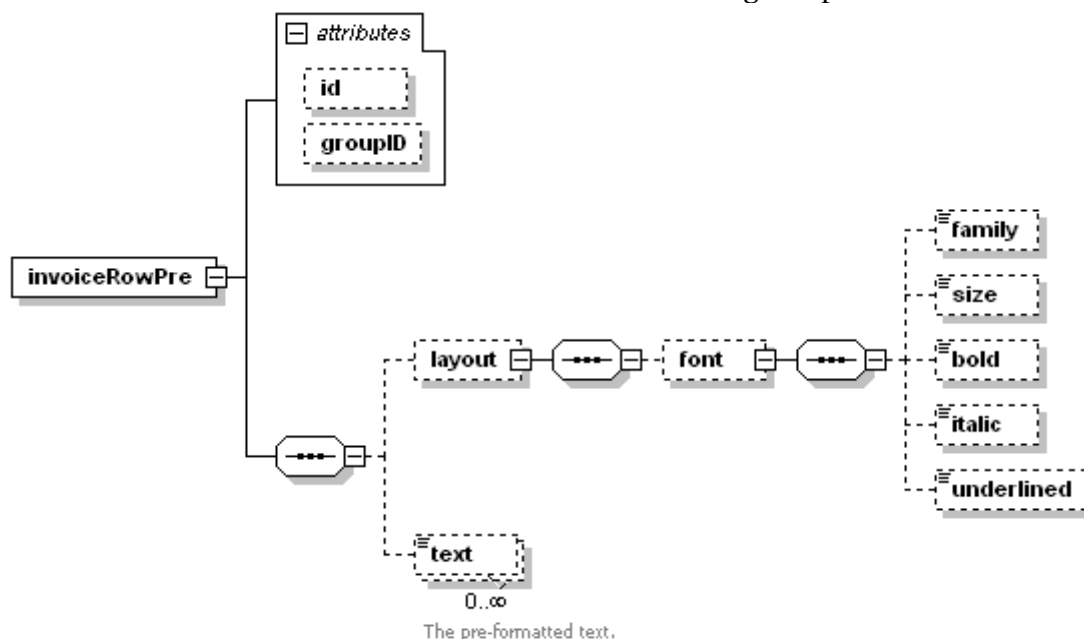 attributes
id
groupID
invoiceRowPre
layout
font
family
size
bold
italic
underlined
text
0..∞
The pre-formatted text.